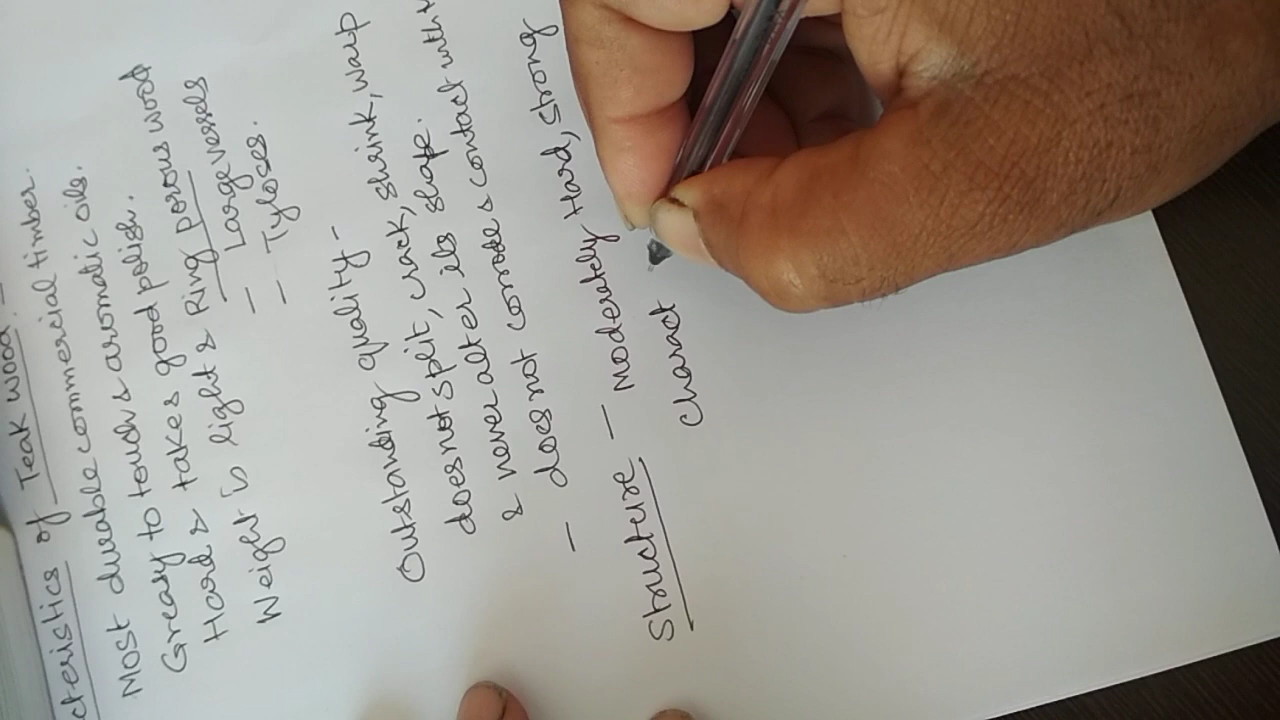 cteristics of Teak wood:-
Most durable commercial timber.
Greasy to touch & aromatic oils.
Hard & takes good polish.
Weight is light & Ring porous wood
- Large vessels
- Tyloses.
Outstanding quality -
does not split, crack, shrink, warp
& never alter its shape.
- does not corrode & contact with
Structure - Moderately Hard, strong
Charact